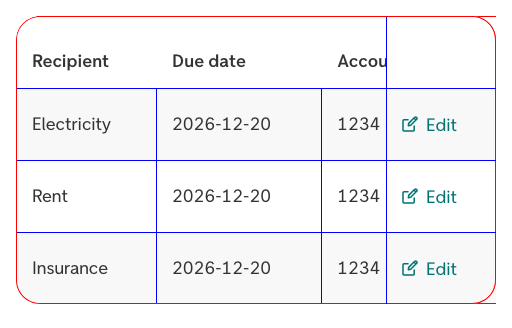 Recipient Due date Accou
Electricity 2026-12-20 1234 Edit
Rent 2026-12-20 1234 Edit
Insurance 2026-12-20 1234 Edit